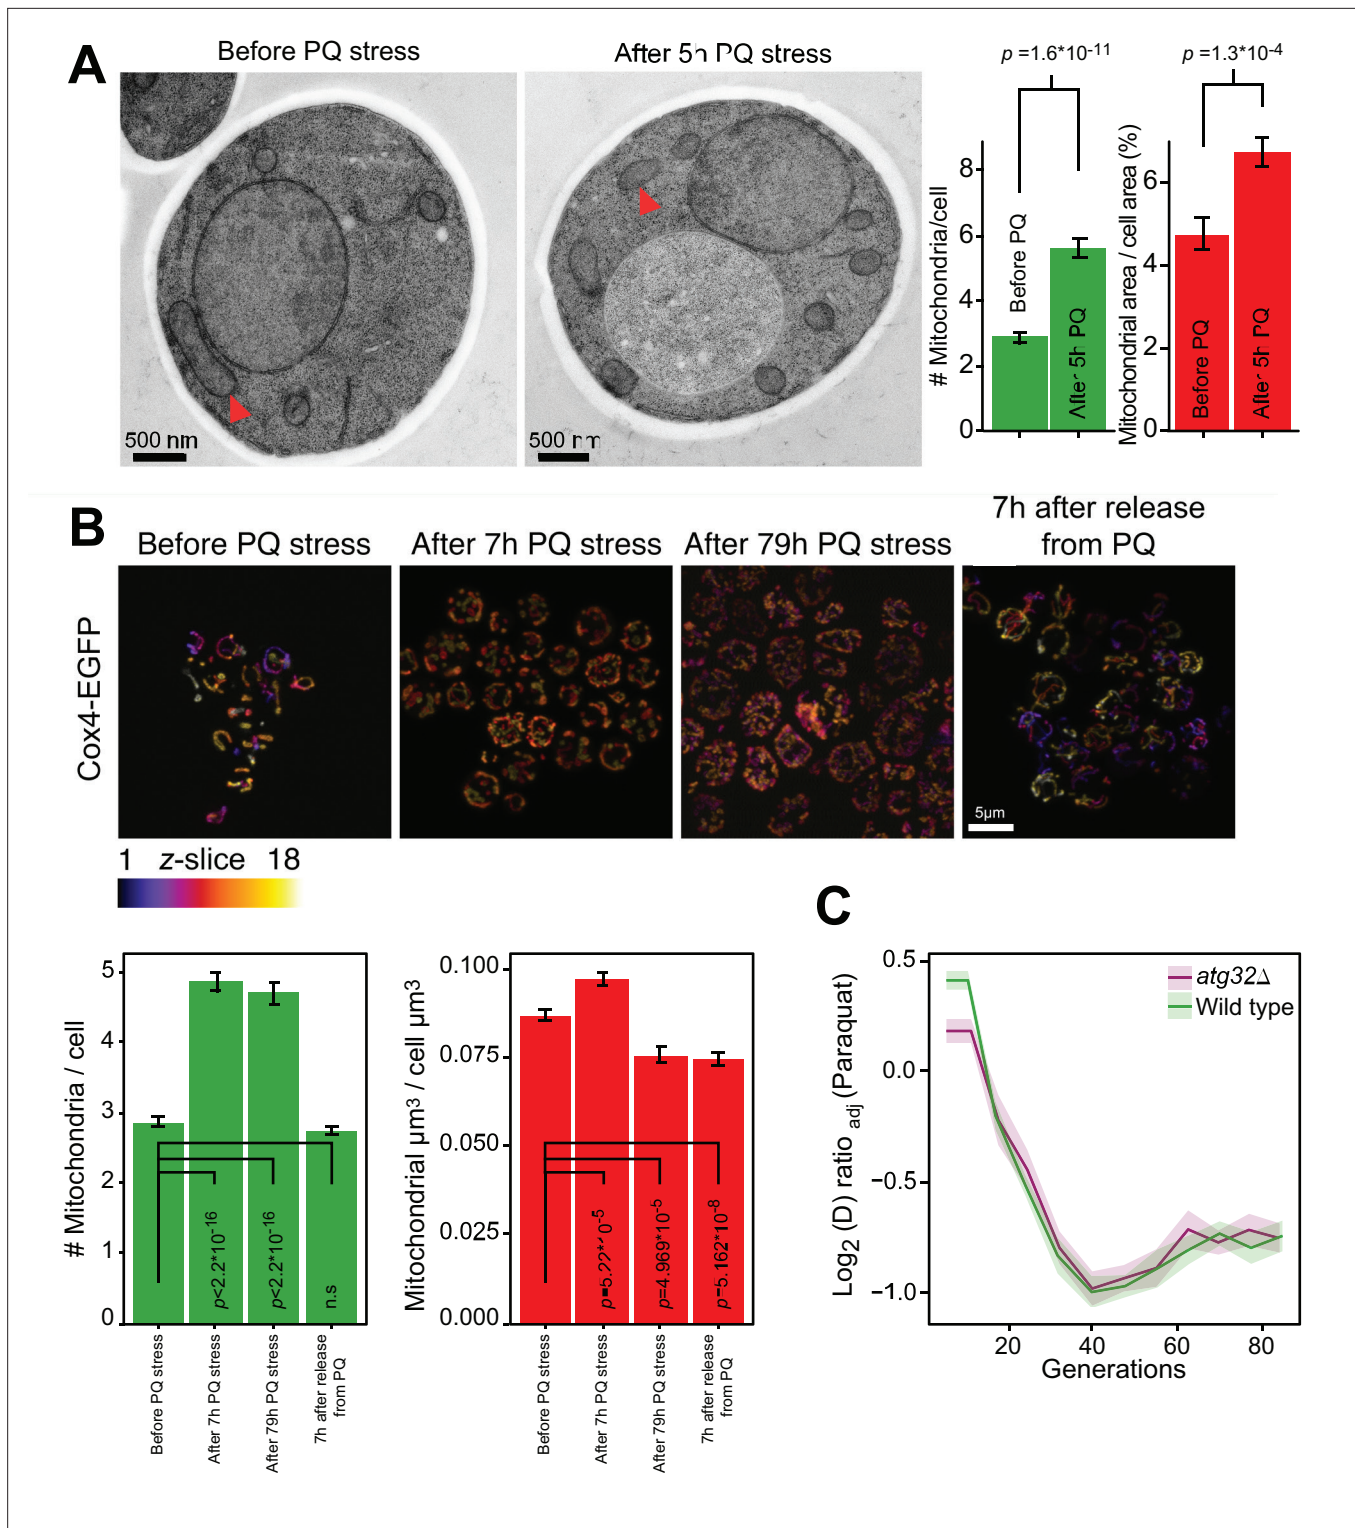 A
Before PQ stress
After 5h PQ stress
500 nm
500 nm
p =1.6*10-11
p =1.3*10-4
# Mitochondria/cell
8
6
4
2
0
Before PQ
After 5h PQ
Mitochondrial area / cell area (%)
6
4
2
0
Before PQ
After 5h PQ
B
Before PQ stress
After 7h PQ stress
After 79h PQ stress
7h after release
from PQ
Cox4-EGFP
5µm
1 z-slice 18
# Mitochondria / cell
5
4
3
2
1
0
p<2.2*10-16
p<2.2*10-16
n.s
Before PQ stress
After 7h PQ stress
After 79h PQ stress
7h after release
from PQ
Mitochondrial µm3 / cell µm3
0.100
0.075
0.050
0.025
0.000
p=4.969*10-5
p=5.162*10-8
Before PQ stress
After 7h PQ stress
After 79h PQ stress
7h after release
from PQ
C
Log2 (D) ratio adj (Paraquat)
0.5
0.0
−0.5
−1.0
atg32Δ
Wild type
20
40
60
80
Generations